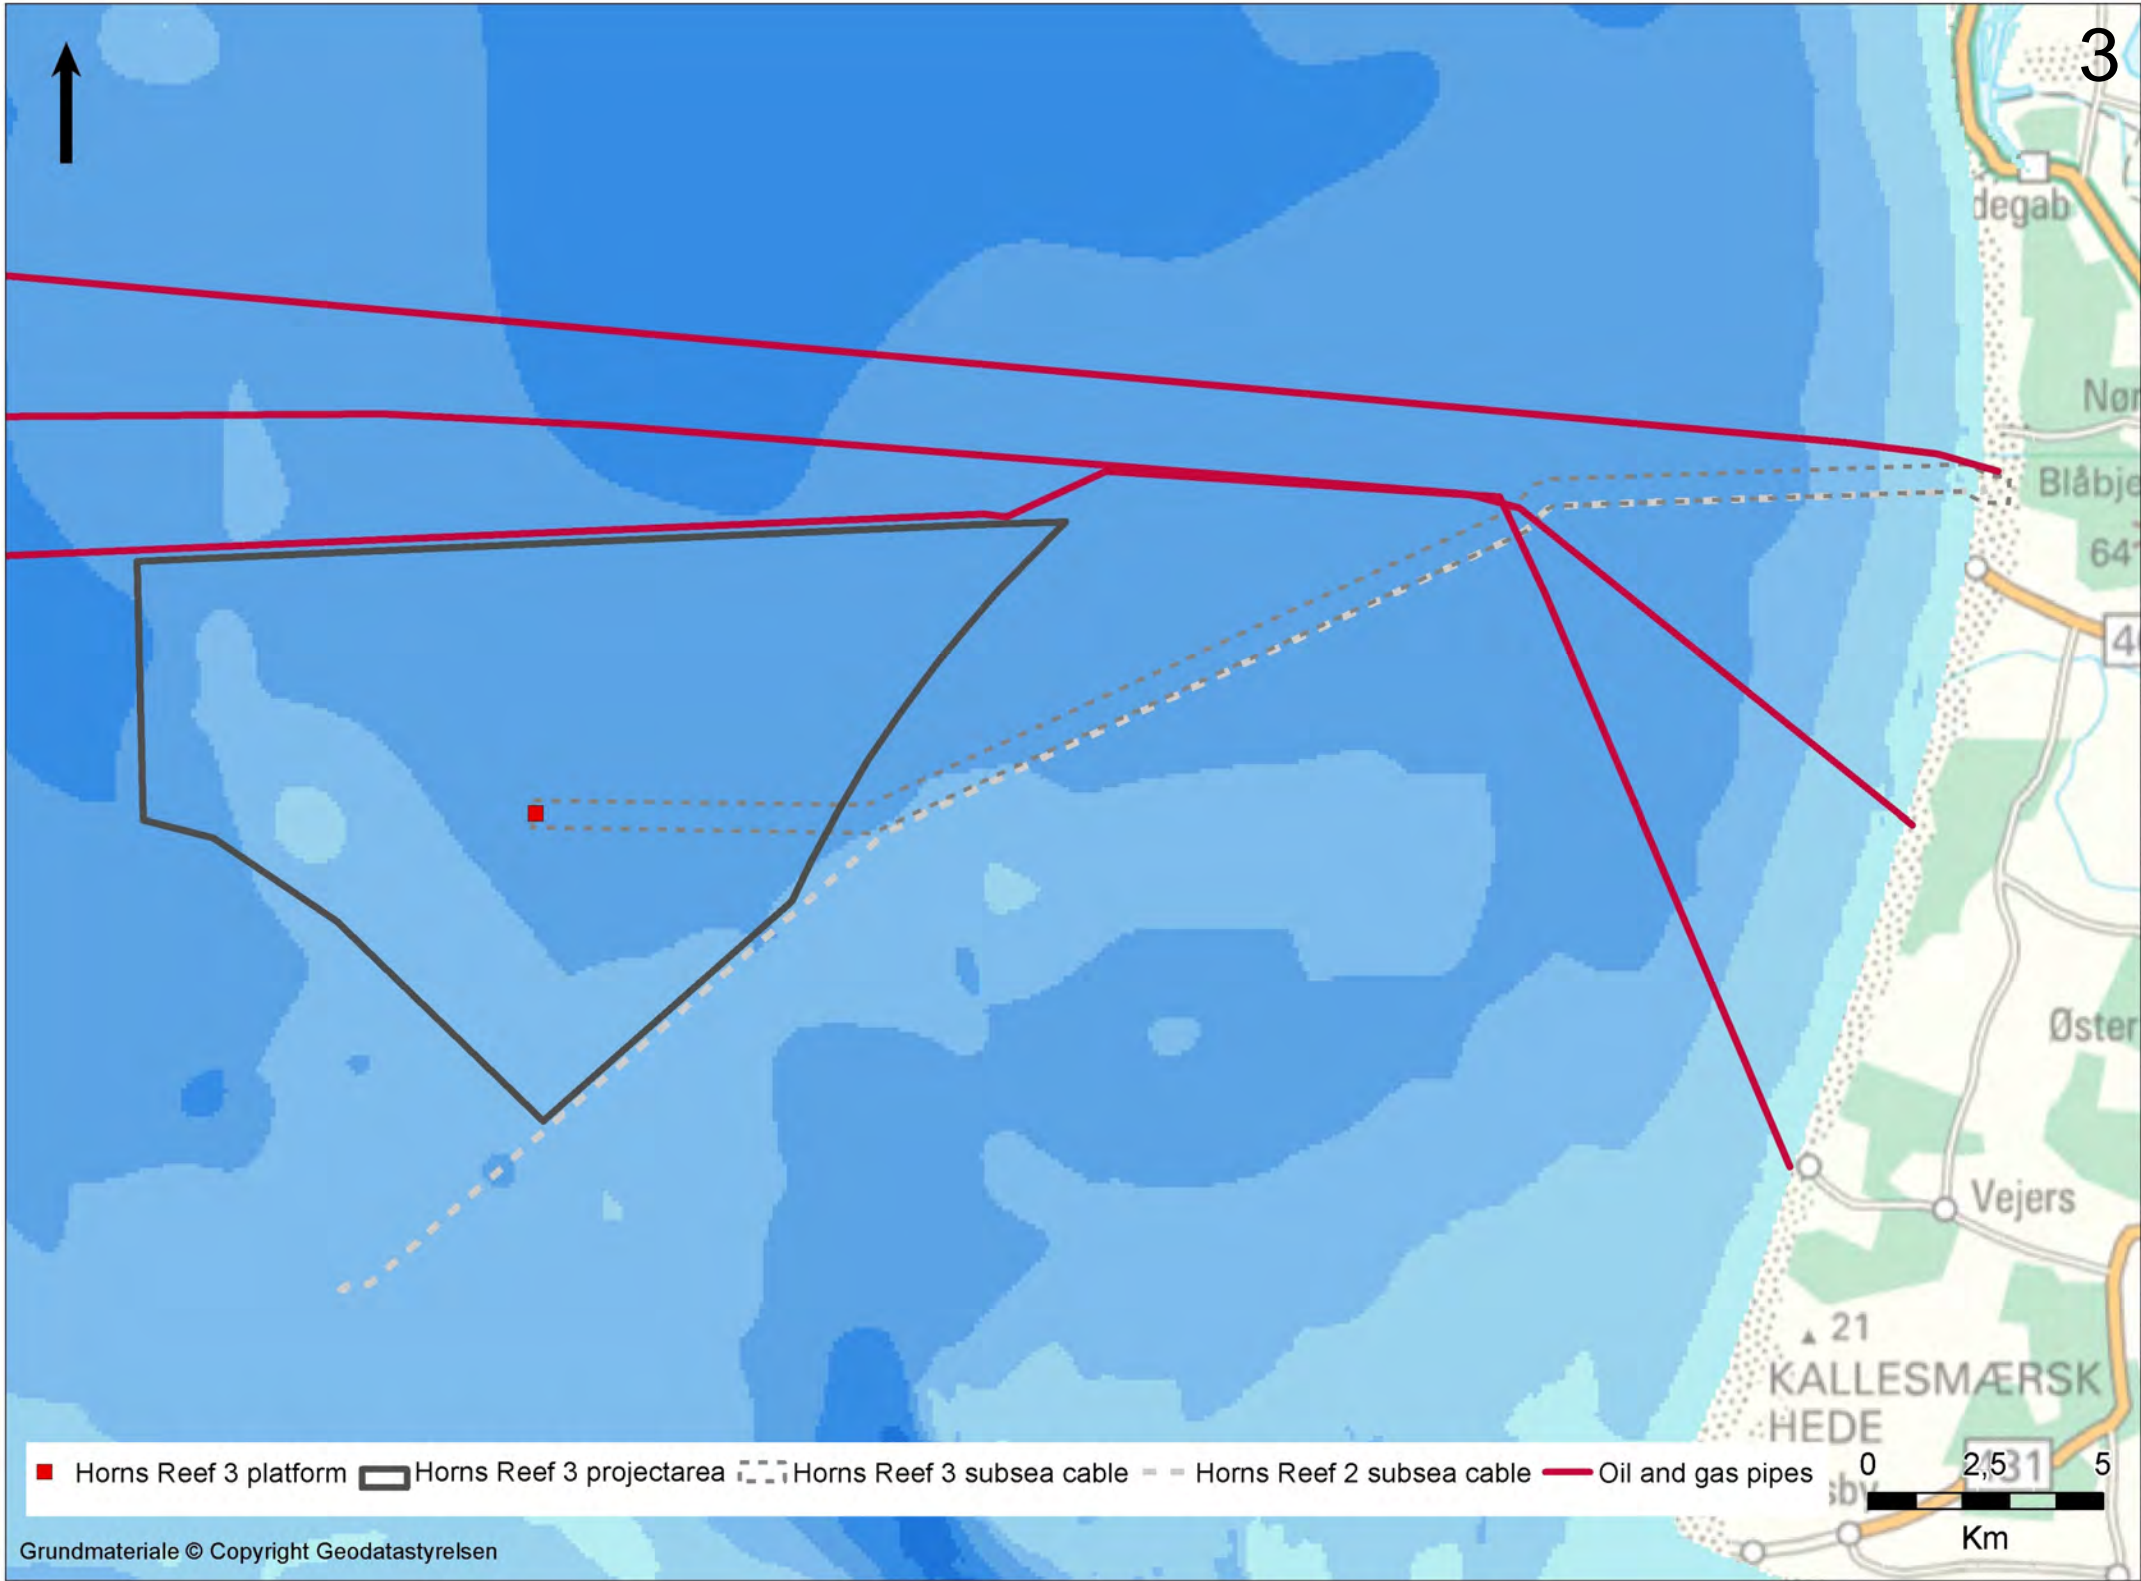 3
degab
Nør
Blåbje
64
4
Øster
Vejers
21
KALLESMÆRSK
HEDE
Horns Reef 3 platform Horns Reef 3 projectarea Horns Reef 3 subsea cable Horns Reef 2 subsea cable Oil and gas pipes
0 2,5 5
431
sby
Km
Grundmateriale © Copyright Geodatastyrelsen